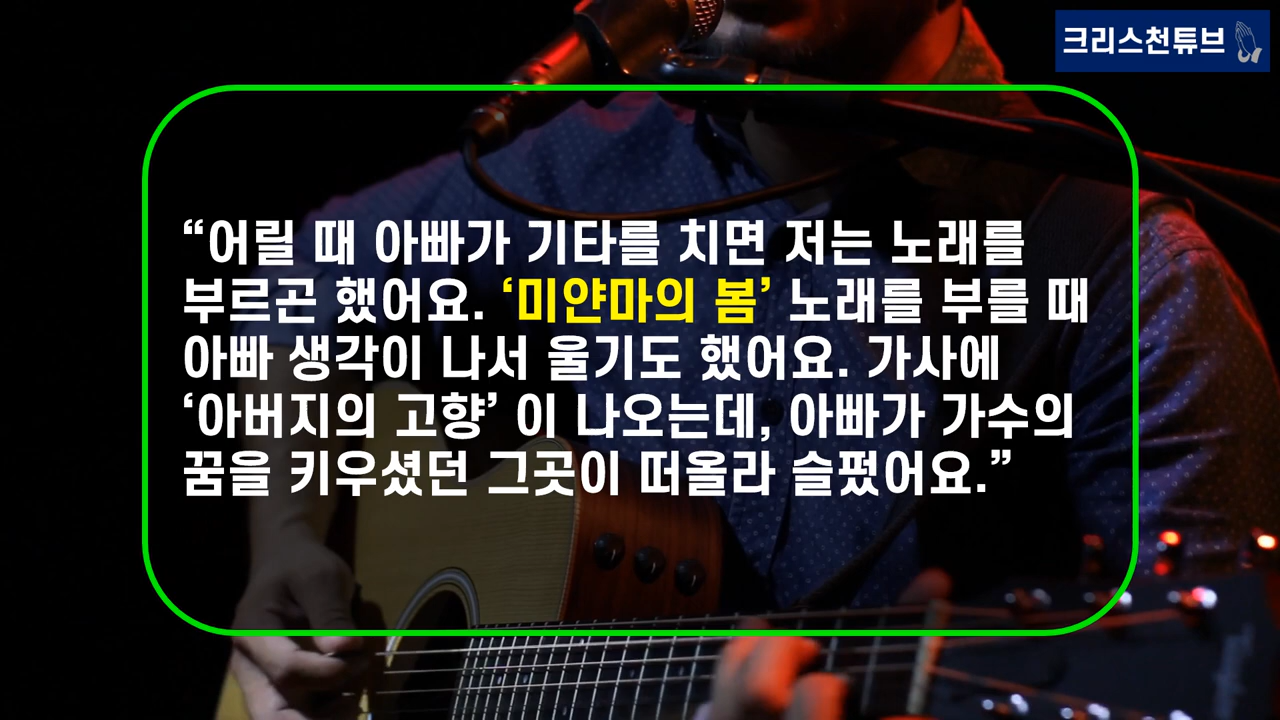 크리스천튜브
“어릴 때 아빠가 기타를 치면 저는 노래를
부르곤 했어요. ‘미얀마의 봄’ 노래를 부를 때
아빠 생각이 나서 울기도 했어요. 가사에
‘아버지의 고향’ 이 나오는데, 아빠가 가수의
꿈을 키우셨던 그곳이 떠올라 슬펐어요.”